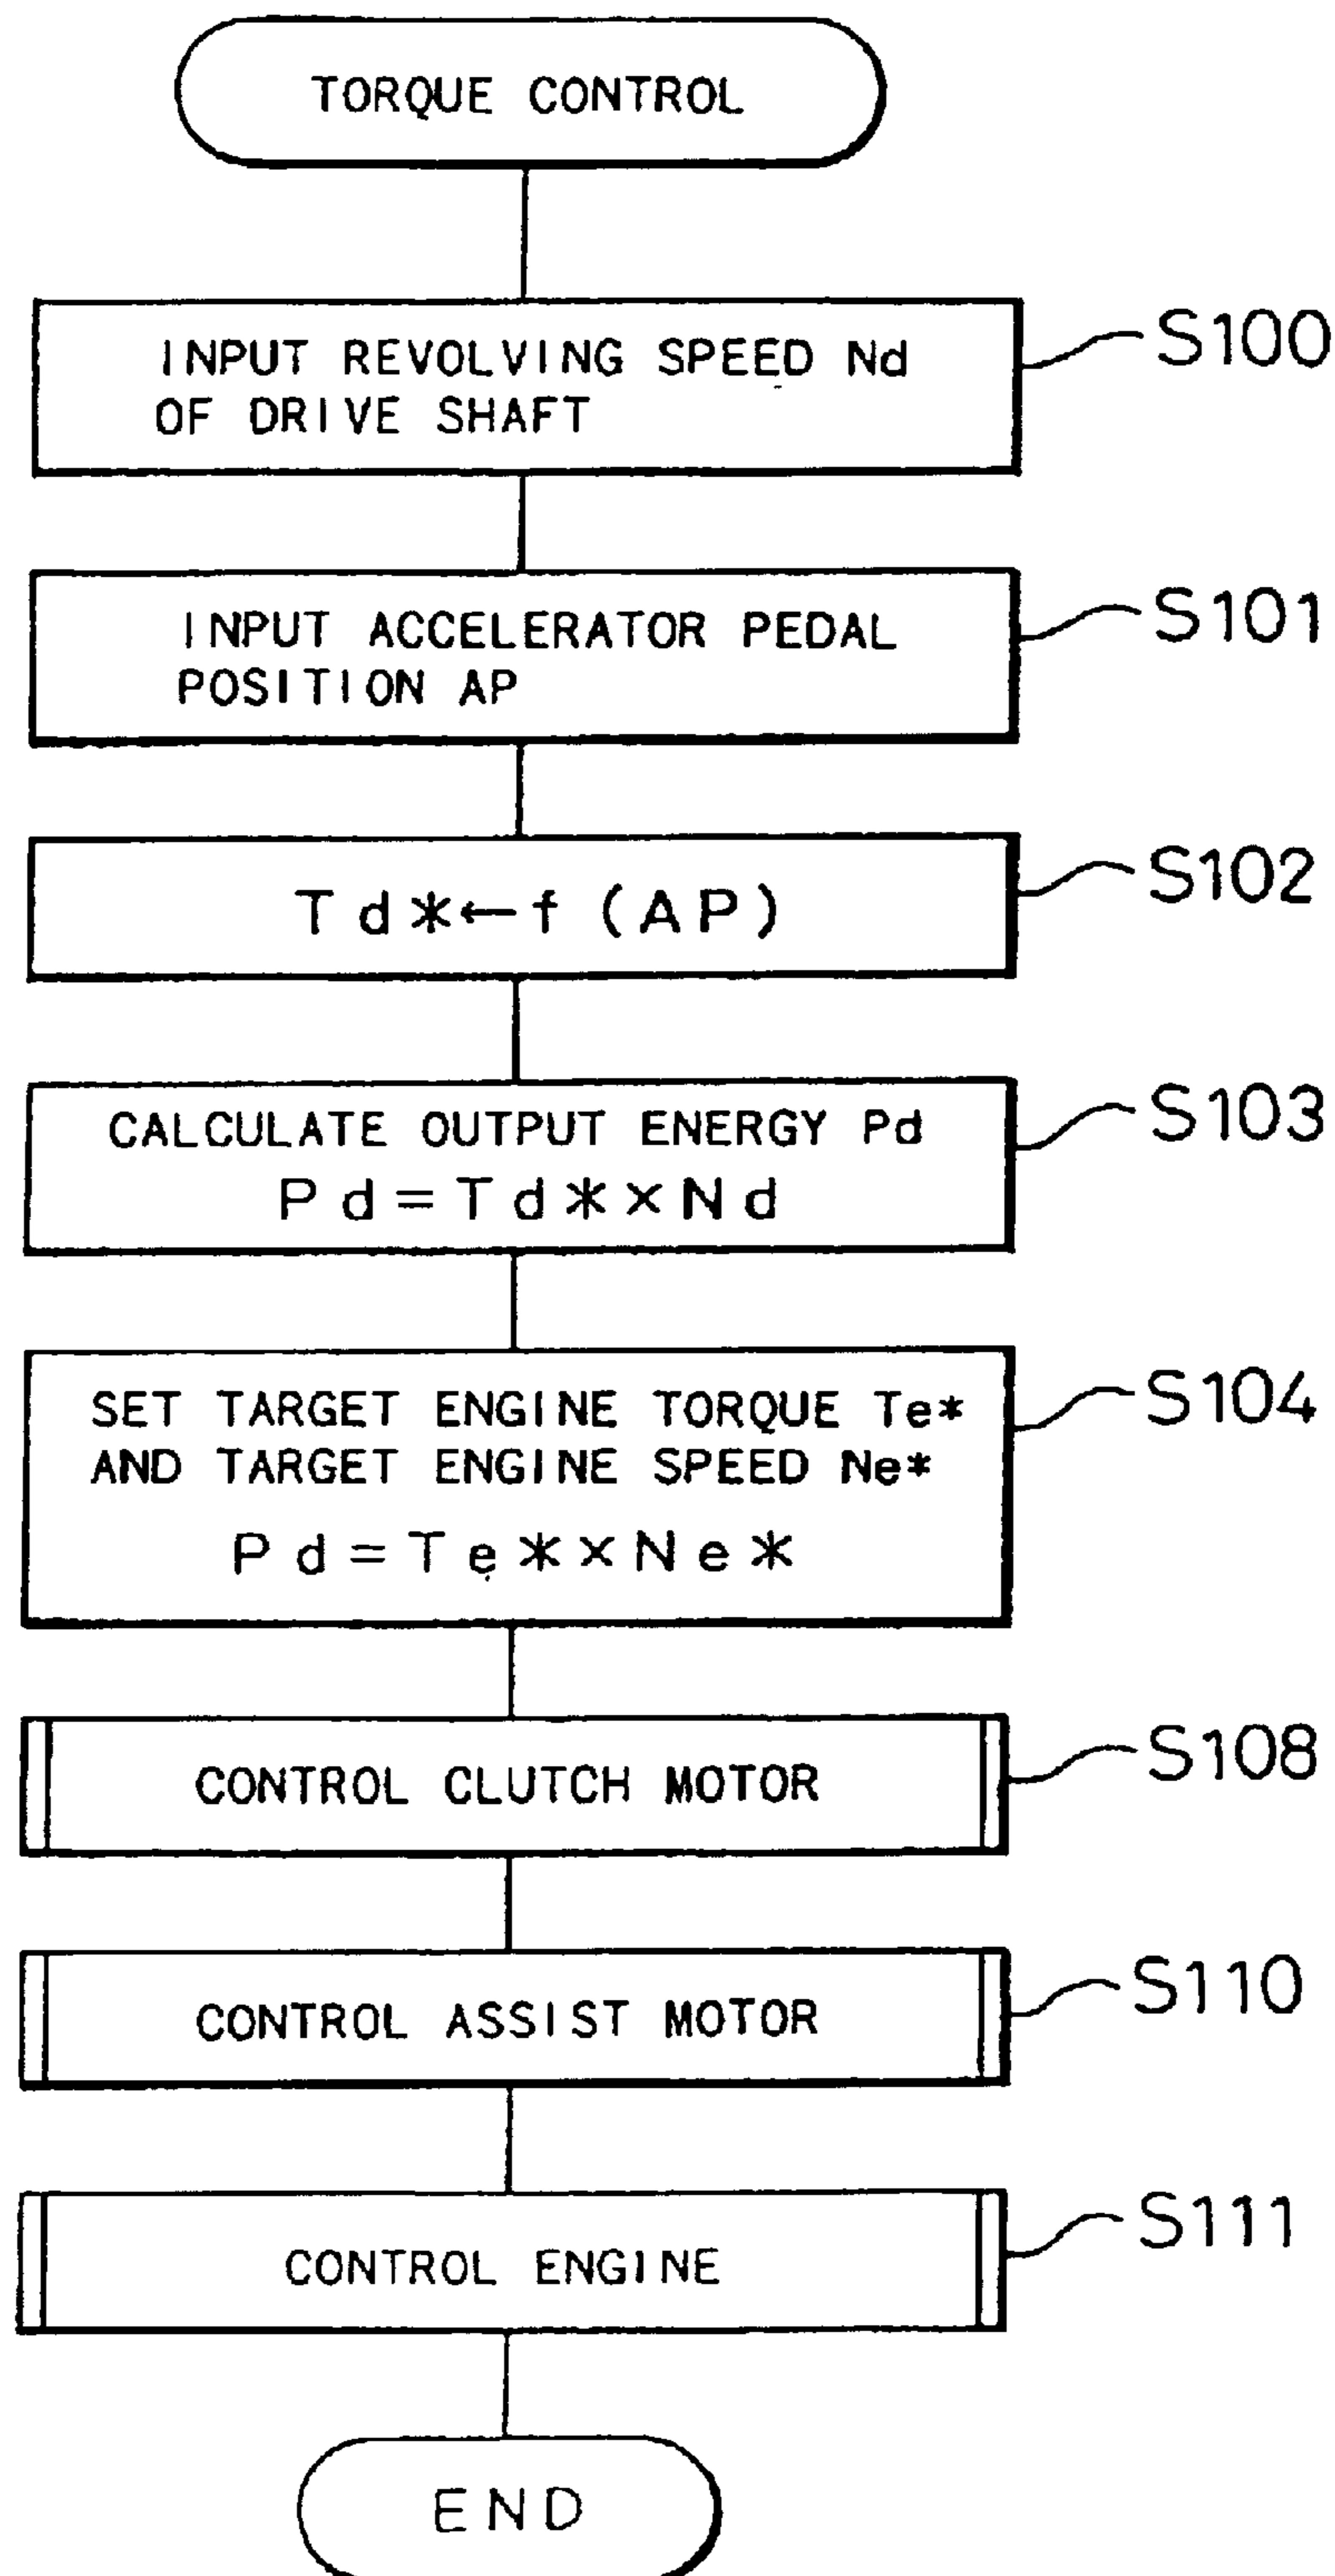 TORQUE CONTROL
INPUT REVOLVING SPEED Nd
OF DRIVE SHAFT
S100
INPUT ACCELERATOR PEDAL
POSITION AP
S101
Td*←f(AP)
S102
CALCULATE OUTPUT ENERGY Pd
Pd=Td*×Nd
S103
SET TARGET ENGINE TORQUE Te*
AND TARGET ENGINE SPEED Ne*
Pd=Te*×Ne*
S104
CONTROL CLUTCH MOTOR
S108
CONTROL ASSIST MOTOR
S110
CONTROL ENGINE
S111
END